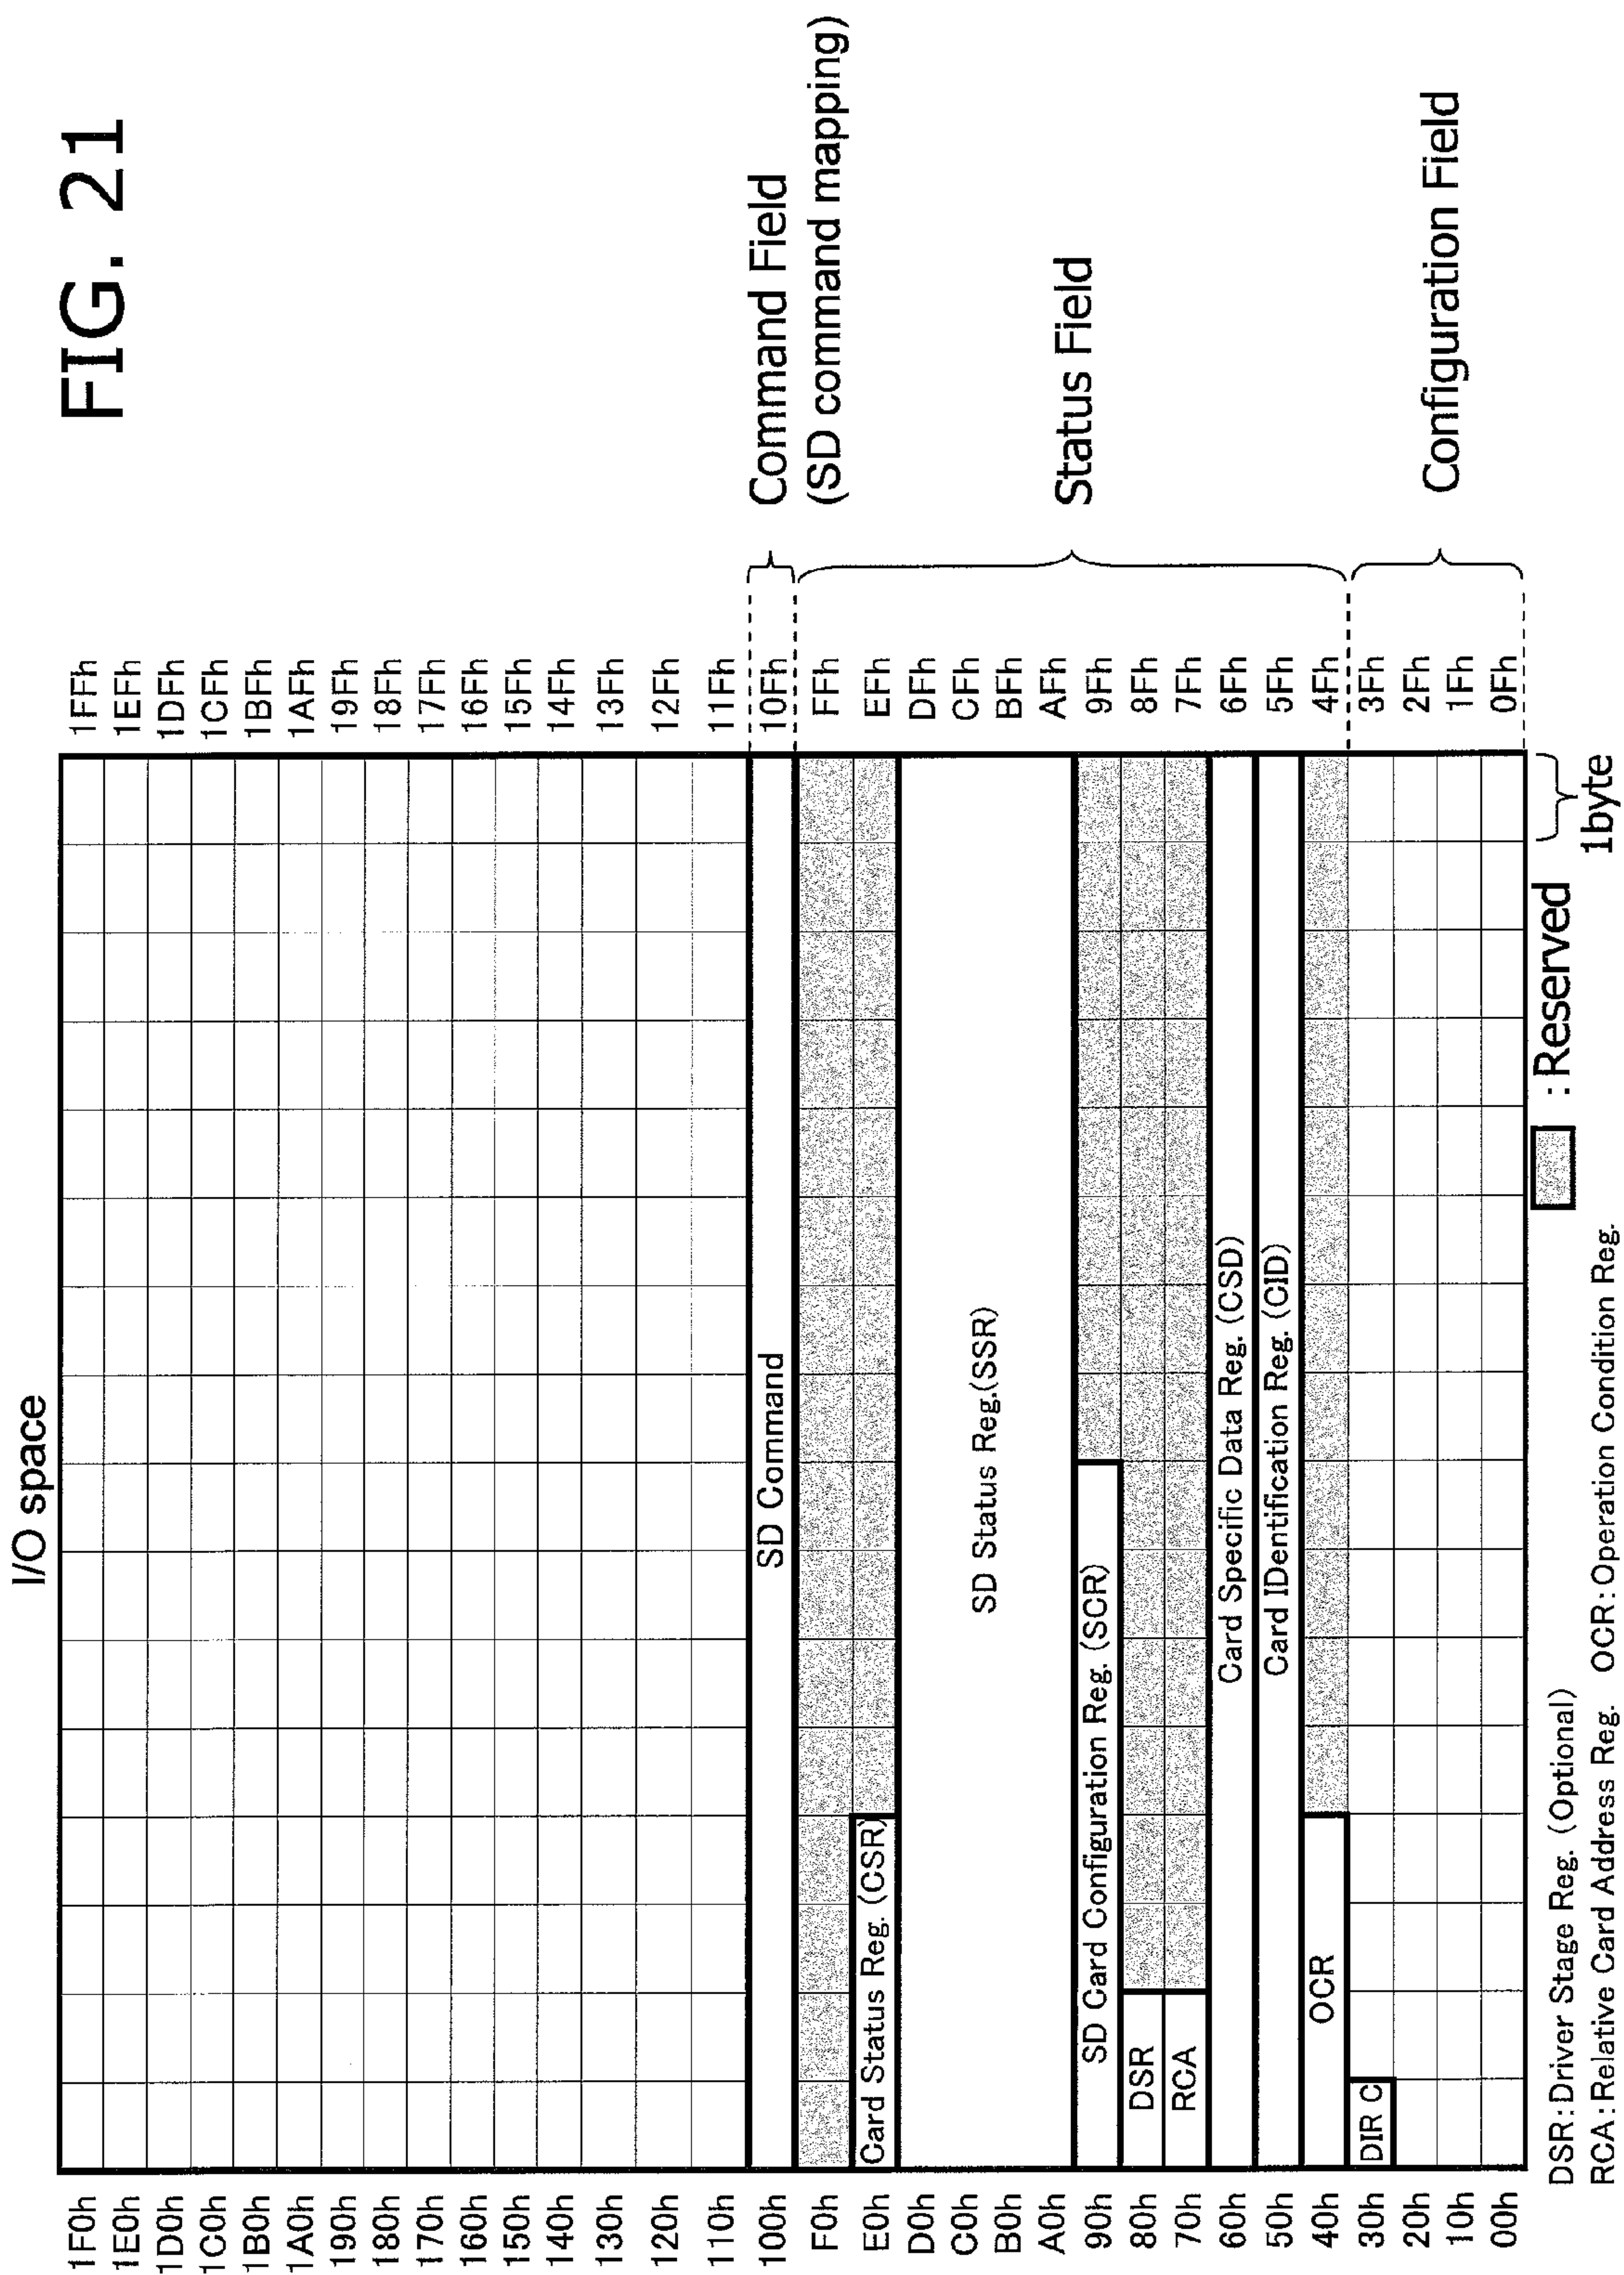 FIG. 21
I/O space
1F0h 1FFh
1E0h 1EFh
1D0h 1DFh
1C0h 1CFh
1B0h 1BFh
1A0h 1AFh
190h 19Fh
180h 18Fh
170h 17Fh
160h 16Fh
150h 15Fh
140h 14Fh
130h 13Fh
120h 12Fh
110h 11Fh
100h SD Command 10Fh Command Field
(SD command mapping)
F0h FFh
E0h Card Status Reg. (CSR) EFh
D0h DFh
C0h SD Status Reg.(SSR) CFh
B0h BFh
A0h AFh Status Field
90h SD Card Configuration Reg. (SCR) 9Fh
80h DSR 8Fh
70h RCA 7Fh
60h Card Specific Data Reg. (CSD) 6Fh
50h Card IDentification Reg. (CID) 5Fh
40h OCR 4Fh
30h DIR C 3Fh
20h 2Fh
10h 1Fh Configuration Field
00h 0Fh
DSR:Driver Stage Reg. (Optional) :Reserved
RCA:Relative Card Address Reg. OCR:Operation Condition Reg. 1byte